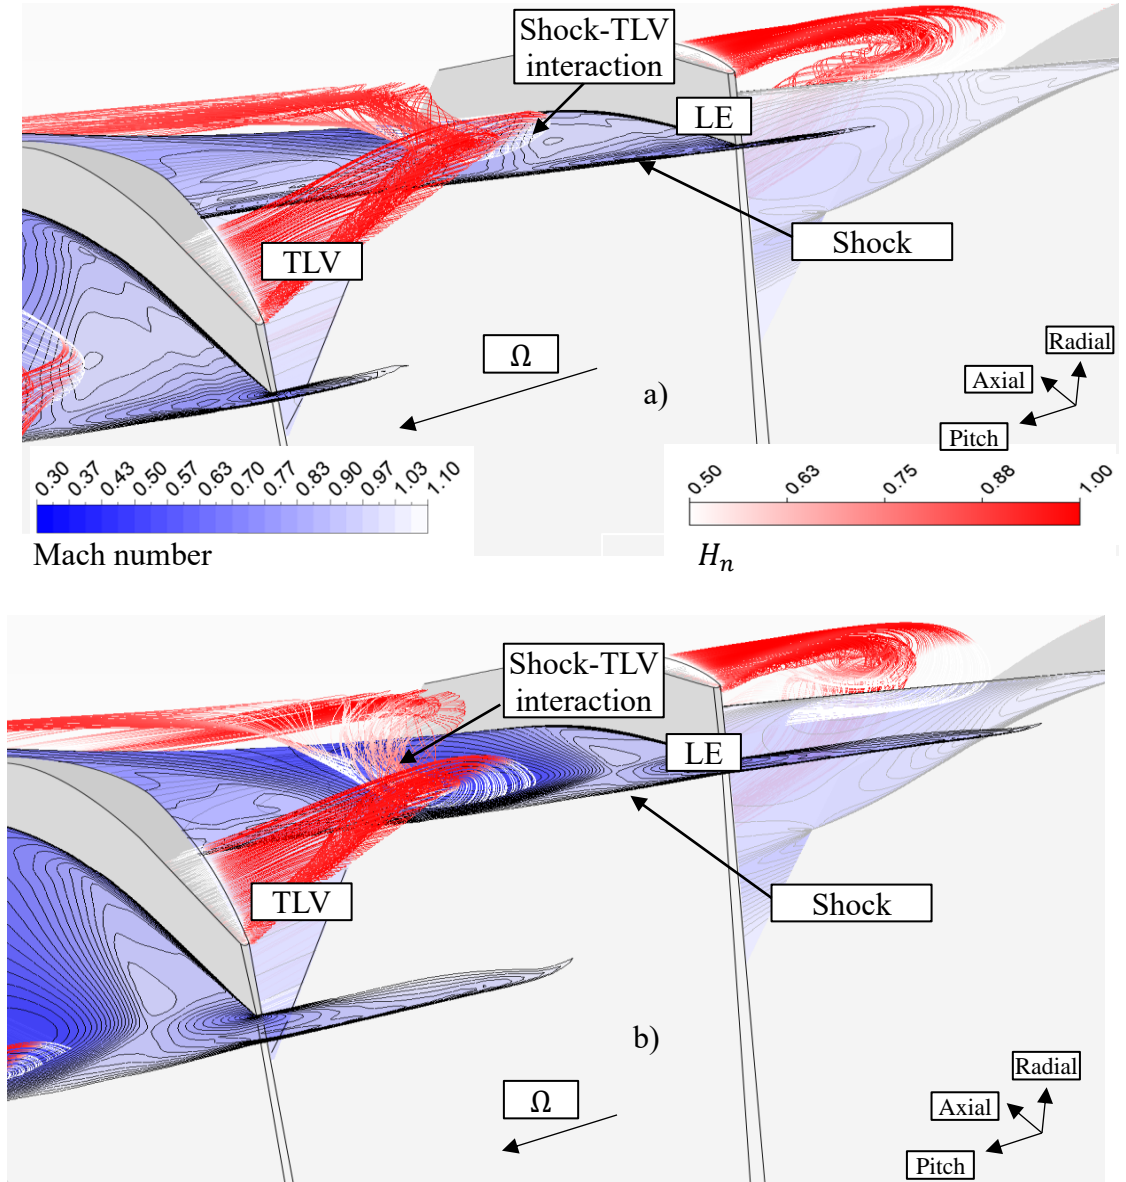 Shock-TLV
interaction
LE
Shock
TLV
Ω
a)
Radial
Axial
Pitch
0.30 0.37 0.43 0.50 0.57 0.63 0.70 0.77 0.83 0.90 0.97 1.03 1.10
Mach number
0.50 0.63 0.75 0.88 1.00
H_n
Shock-TLV
interaction
LE
TLV
Shock
b)
Ω
Radial
Axial
Pitch